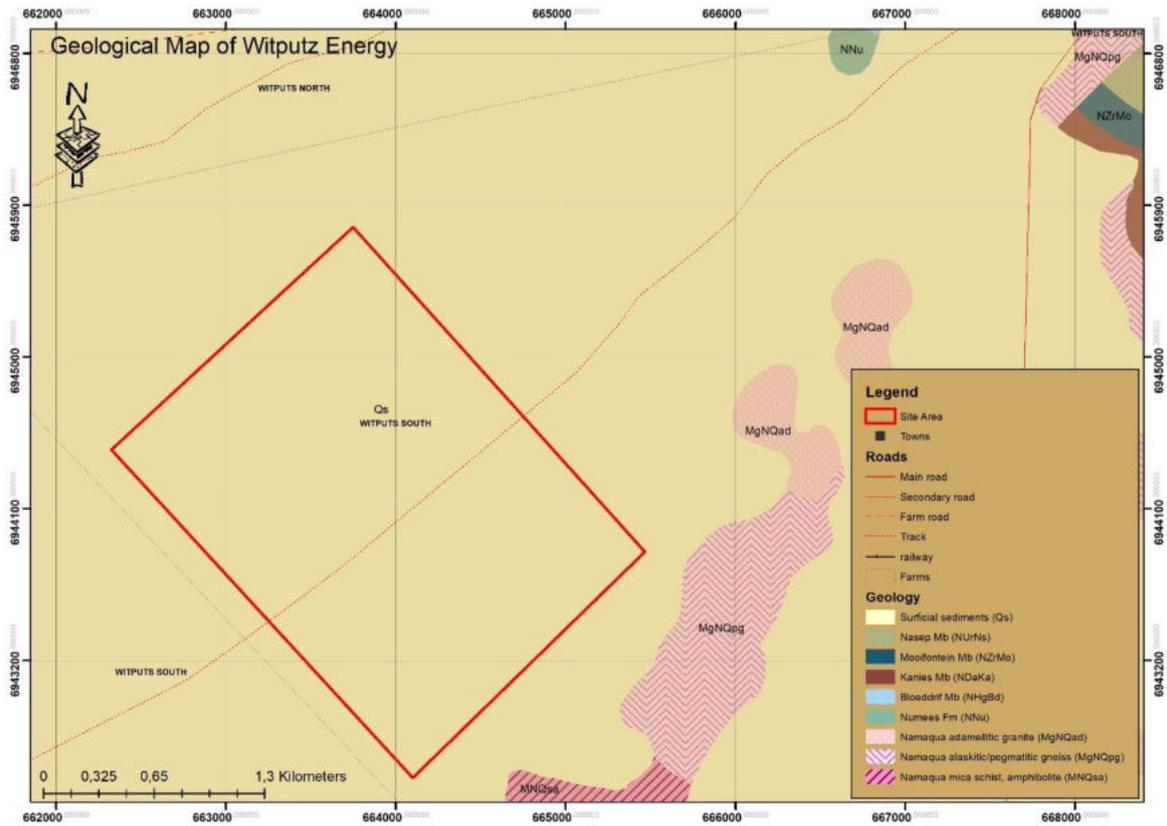 662000 663000 664000 665000 666000 667000 668000
Geological Map of Witputz Energy
N
WITPUTS NORTH
NNu
WITPUTS SOUTH
MgNQpg
NZrMo
6946800
6946800
6945900
6945900
MgNQad
6945000
6945000
Qs
WITPUTS SOUTH
MgNQad
6944100
6944100
MgNQpg
WITPUTS SOUTH
6943200
6943200
MNQsa
0 0,325 0,65 1,3 Kilometers
Legend
Site Area
Towns
Roads
Main road
Secondary road
Farm road
Track
railway
Farms
Geology
Surficial sediments (Qs)
Nasep Mb (NUrNs)
Mooifontein Mb (NZrMo)
Kanies Mb (NDaKa)
Bloeddrif Mb (NHgBd)
Numees Fm (NNu)
Namaqua adamellitic granite (MgNQad)
Namaqua alaskitic/pegmatitic gneiss (MgNQpg)
Namaqua mica schist, amphibolite (MNQsa)
662000 663000 664000 665000 666000 667000 668000